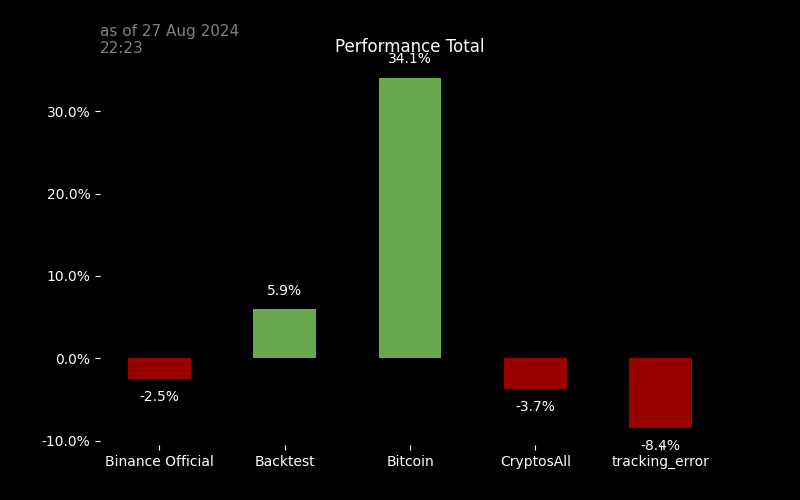 as of 27 Aug 2024
22:23
Performance Total
34.1%
30.0%
20.0%
10.0%
5.9%
0.0%
-2.5%
-3.7%
-10.0%
-8.4%
Binance Official
Backtest
Bitcoin
CryptosAll
tracking_error